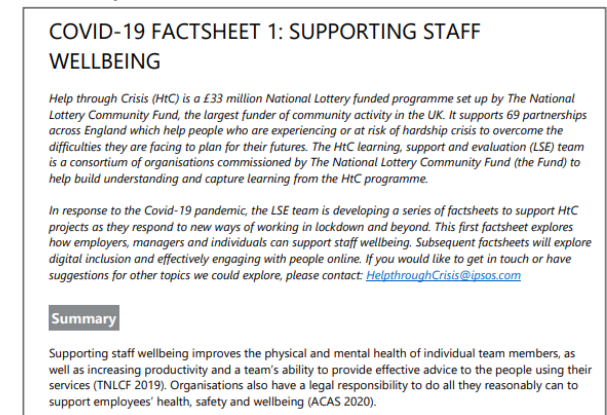 COVID-19 FACTSHEET 1: SUPPORTING STAFF
WELLBEING
Help through Crisis (HtC) is a £33 million National Lottery funded programme set up by The National
Lottery Community Fund, the largest funder of community activity in the UK. It supports 69 partnerships
across England which help people who are experiencing or at risk of hardship crisis to overcome the
difficulties they are facing to plan for their futures. The HtC learning, support and evaluation (LSE) team
is a consortium of organisations commissioned by The National Lottery Community Fund (the Fund) to
help build understanding and capture learning from the HtC programme.
In response to the Covid-19 pandemic, the LSE team is developing a series of factsheets to support HtC
projects as they respond to new ways of working in lockdown and beyond. This first factsheet explores
how employers, managers and individuals can support staff wellbeing. Subsequent factsheets will explore
digital inclusion and effectively engaging with people online. If you would like to get in touch or have
suggestions for other topics we could explore, please contact: HelpthroughCrisis@ipsos.com
Summary
Supporting staff wellbeing improves the physical and mental health of individual team members, as
well as increasing productivity and a team's ability to provide effective advice to the people using their
services (TNLCF 2019). Organisations also have a legal responsibility to do all they reasonably can to
support employees' health, safety and wellbeing (ACAS 2020).